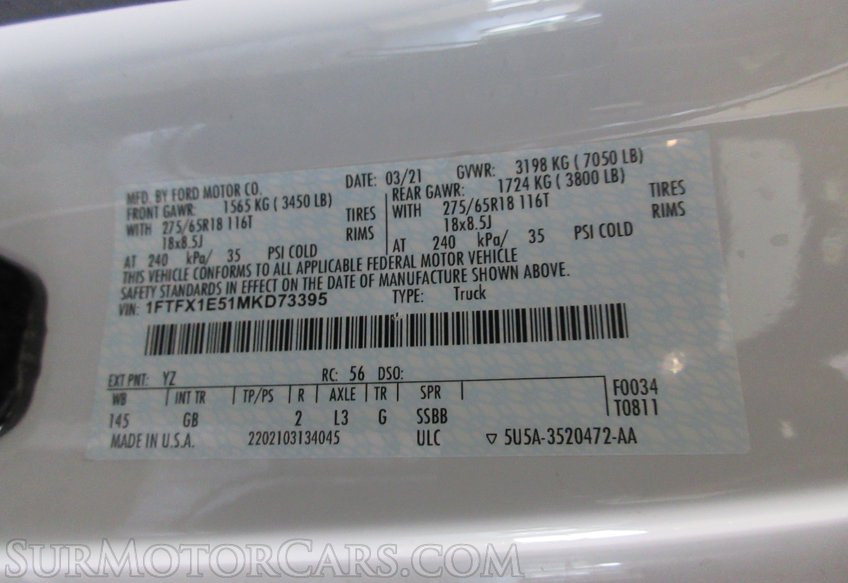 MFD. BY FORD MOTOR CO. DATE: 03/21 GVWR: 3198 KG ( 7050 LB)
FRONT GAWR: 1565 KG ( 3450 LB) REAR GAWR: 1724 KG ( 3800 LB)
WITH 275/65R18 116T TIRES WITH 275/65R18 116T TIRES
18x8.5J RIMS 18x8.5J RIMS
AT 240 kPa/ 35 PSI COLD AT 240 kPa/ 35 PSI COLD
THIS VEHICLE CONFORMS TO ALL APPLICABLE FEDERAL MOTOR VEHICLE
SAFETY STANDARDS IN EFFECT ON THE DATE OF MANUFACTURE SHOWN ABOVE.
VIN: 1FTFX1E51MKD73395 TYPE: Truck
EXT PNT: YZ RC: 56 DSO:
WB INT TR TP/PS R AXLE TR SPR F0034
145 GB 2 L3 G SSBB T0811
MADE IN U.S.A. 2202103134045 ULC ▽ 5U5A-3520472-AA
SURMOTORCARS.COM